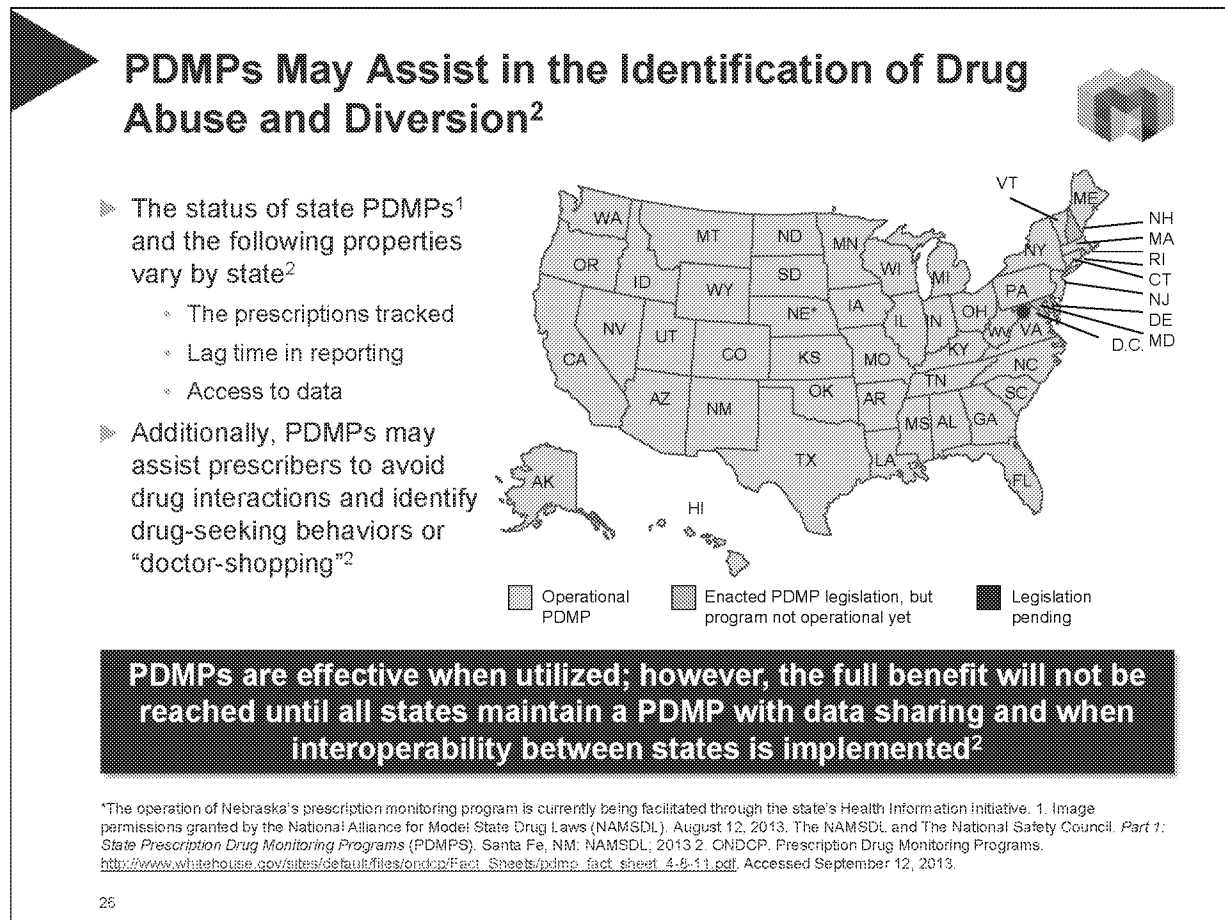 PDMPs May Assist in the Identification of Drug
Abuse and Diversion2
The status of state PDMPs1
and the following properties
vary by state2
The prescriptions tracked
Lag time in reporting
Access to data
Additionally, PDMPs may
assist prescribers to avoid
drug interactions and identify
drug-seeking behaviors or
“doctor-shopping”2
VT
ME
WA
MT
ND
MN
NH
MA
RI
CT
NJ
DE
MD
D.C.
OR
ID
WY
SD
WI
MI
NY
PA
NE*
IA
IL
IN
OH
WV
VA
NV
UT
CO
KS
MO
KY
NC
CA
AZ
NM
OK
AR
TN
SC
MS
AL
GA
TX
LA
FL
AK
HI
Operational
PDMP
Enacted PDMP legislation, but
program not operational yet
Legislation
pending
PDMPs are effective when utilized; however, the full benefit will not be
reached until all states maintain a PDMP with data sharing and when
interoperability between states is implemented2
*The operation of Nebraska's prescription monitoring program is currently being facilitated through the state's Health Information initiative. 1. Image
permissions granted by the National Alliance for Model State Drug Laws (NAMSDL). August 12, 2013. The NAMSDL and The National Safety Council. Part 1:
State Prescription Drug Monitoring Programs (PDMPS). Santa Fe, NM: NAMSDL; 2013 2. ONDCP. Prescription Drug Monitoring Programs.
http://www.whitehouse.gov/sites/default/files/ondcp/Fact_Sheets/pdmp_fact_sheet_4-8-11.pdf. Accessed September 12, 2013.